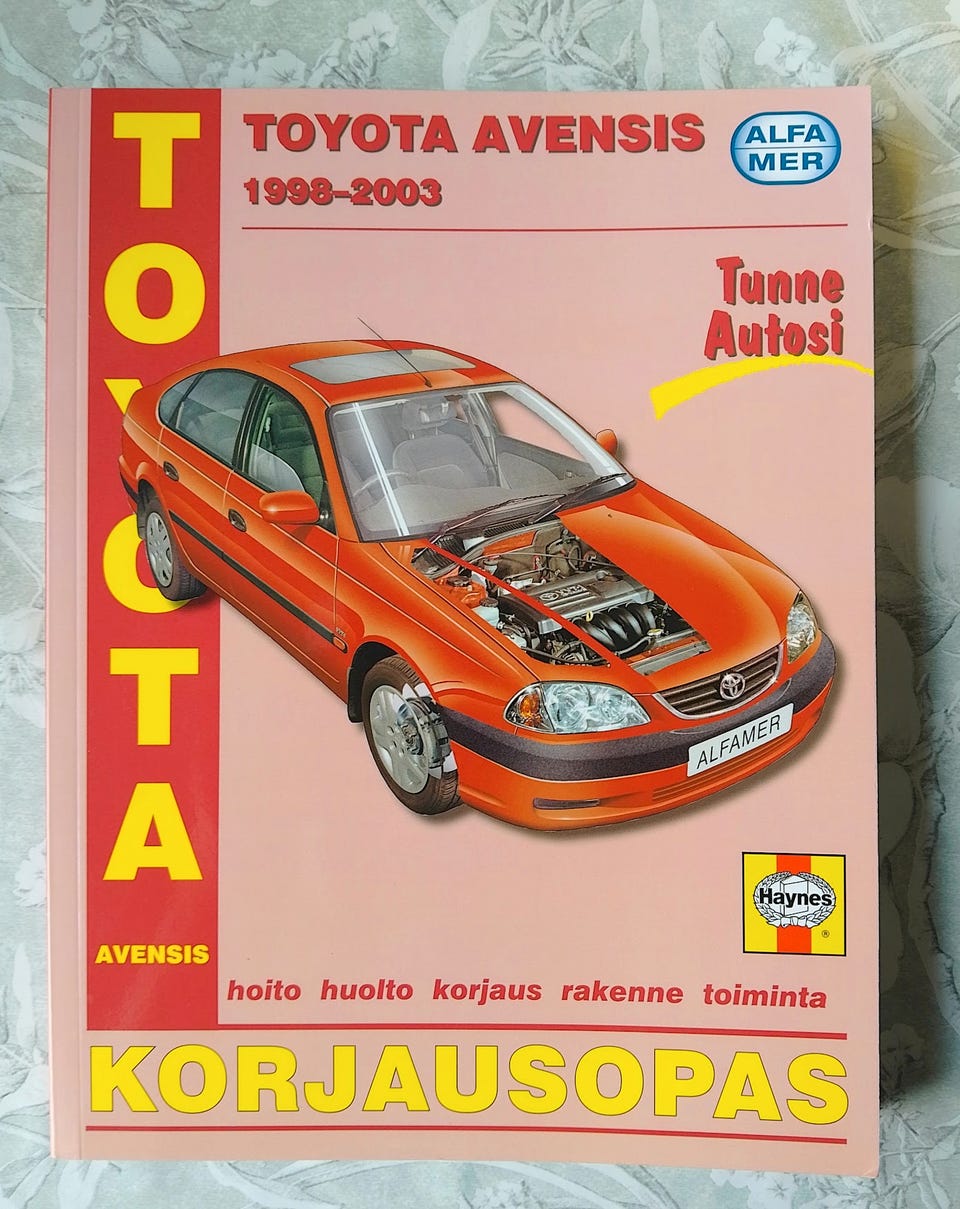 TOYOTA
TOYOTA AVENSIS
1998–2003
ALFA
MER
Tunne
Autosi
ALFAMER
Haynes
®
AVENSIS
hoito huolto korjaus rakenne toiminta
KORJAUSOPAS